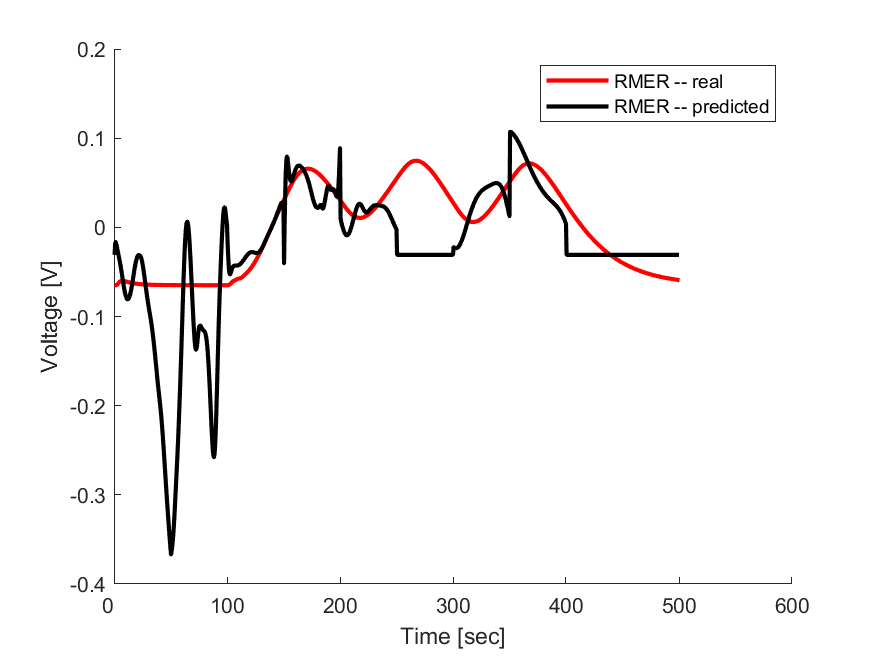 0.2
0.1
0
-0.1
-0.2
-0.3
-0.4
Voltage [V]
RMER -- real
RMER -- predicted
0 100 200 300 400 500 600
Time [sec]